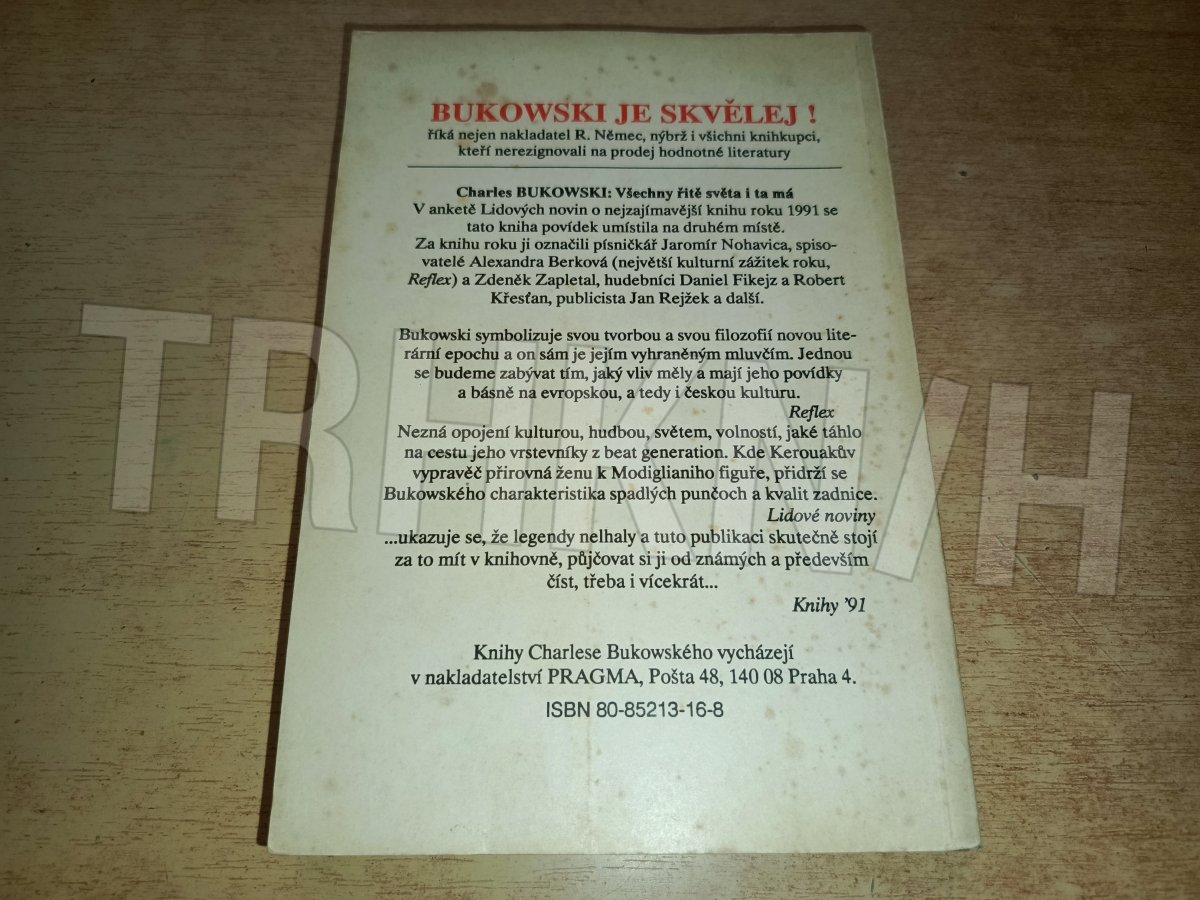 BUKOWSKI JE SKVĚLEJ !
říká nejen nakladatel R. Němec, nýbrž i všichni knihkupci,
kteří nerezignovali na prodej hodnotné literatury
Charles BUKOWSKI: Všechny řitě světa i ta má
V anketě Lidových novin o nejzajímavější knihu roku 1991 se
tato kniha povídek umístila na druhém místě.
Za knihu roku ji označili písničkář Jaromír Nohavica, spiso-
vatelé Alexandra Berková (největší kulturní zážitek roku,
Reflex) a Zdeněk Zapletal, hudebníci Daniel Fikejz a Robert
Křesťan, publicista Jan Rejžek a další.
Bukowski symbolizuje svou tvorbou a svou filozofií novou lite-
rární epochu a on sám je jejím vyhraněným mluvčím. Jednou
se budeme zabývat tím, jaký vliv měly a mají jeho povídky
a básně na evropskou, a tedy i českou kulturu.
Reflex
Nezná opojení kulturou, hudbou, světem, volností, jaké táhlo
na cestu jeho vrstevníky z beat generation. Kde Kerouakův
vypravěč přirovná ženu k Modiglianiho figuře, přidrží se
Bukowského charakteristika spadlých punčoch a kvalit zadnice.
Lidové noviny
...ukazuje se, že legendy nelhaly a tuto publikaci skutečně stojí
za to mít v knihovně, půjčovat si ji od známých a především
číst, třeba i vícekrát...
Knihy '91
Knihy Charlese Bukowského vycházejí
v nakladatelství PRAGMA, Pošta 48, 140 08 Praha 4.
ISBN 80-85213-16-8
TRHKNIH